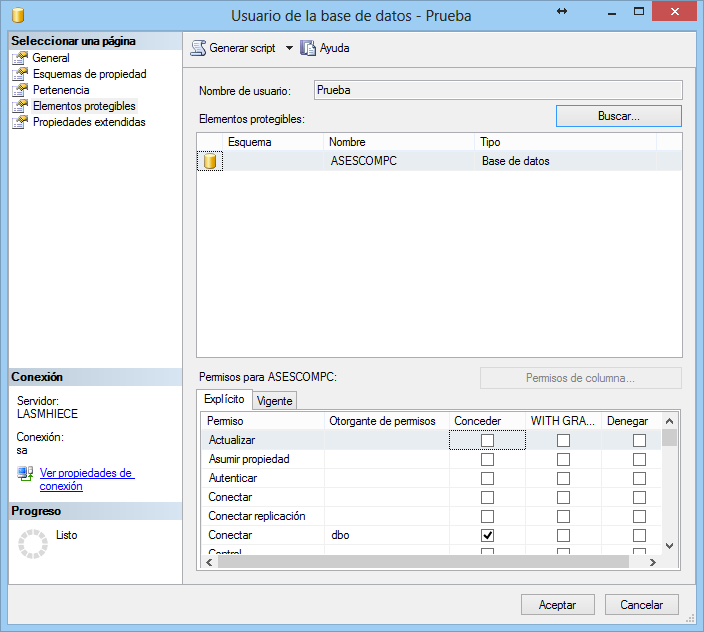 Usuario de la base de datos - Prueba
Seleccionar una página
General
Esquemas de propiedad
Pertenencia
Elementos protegibles
Propiedades extendidas
Generar script
Ayuda
Nombre de usuario:
Prueba
Elementos protegibles:
Buscar...
Esquema Nombre Tipo
ASESCOMPC Base de datos
Permisos para ASESCOMPC:
Permisos de columna...
Explícito Vigente
Permiso Otorgante de permisos Conceder WITH GRA... Denegar
Actualizar
Asumir propiedad
Autenticar
Conectar
Conectar replicación
Conectar dbo
Control
Conexión
Servidor:
LASMHIECE
Conexión:
sa
Ver propiedades de
conexión
Progreso
Listo
Aceptar Cancelar